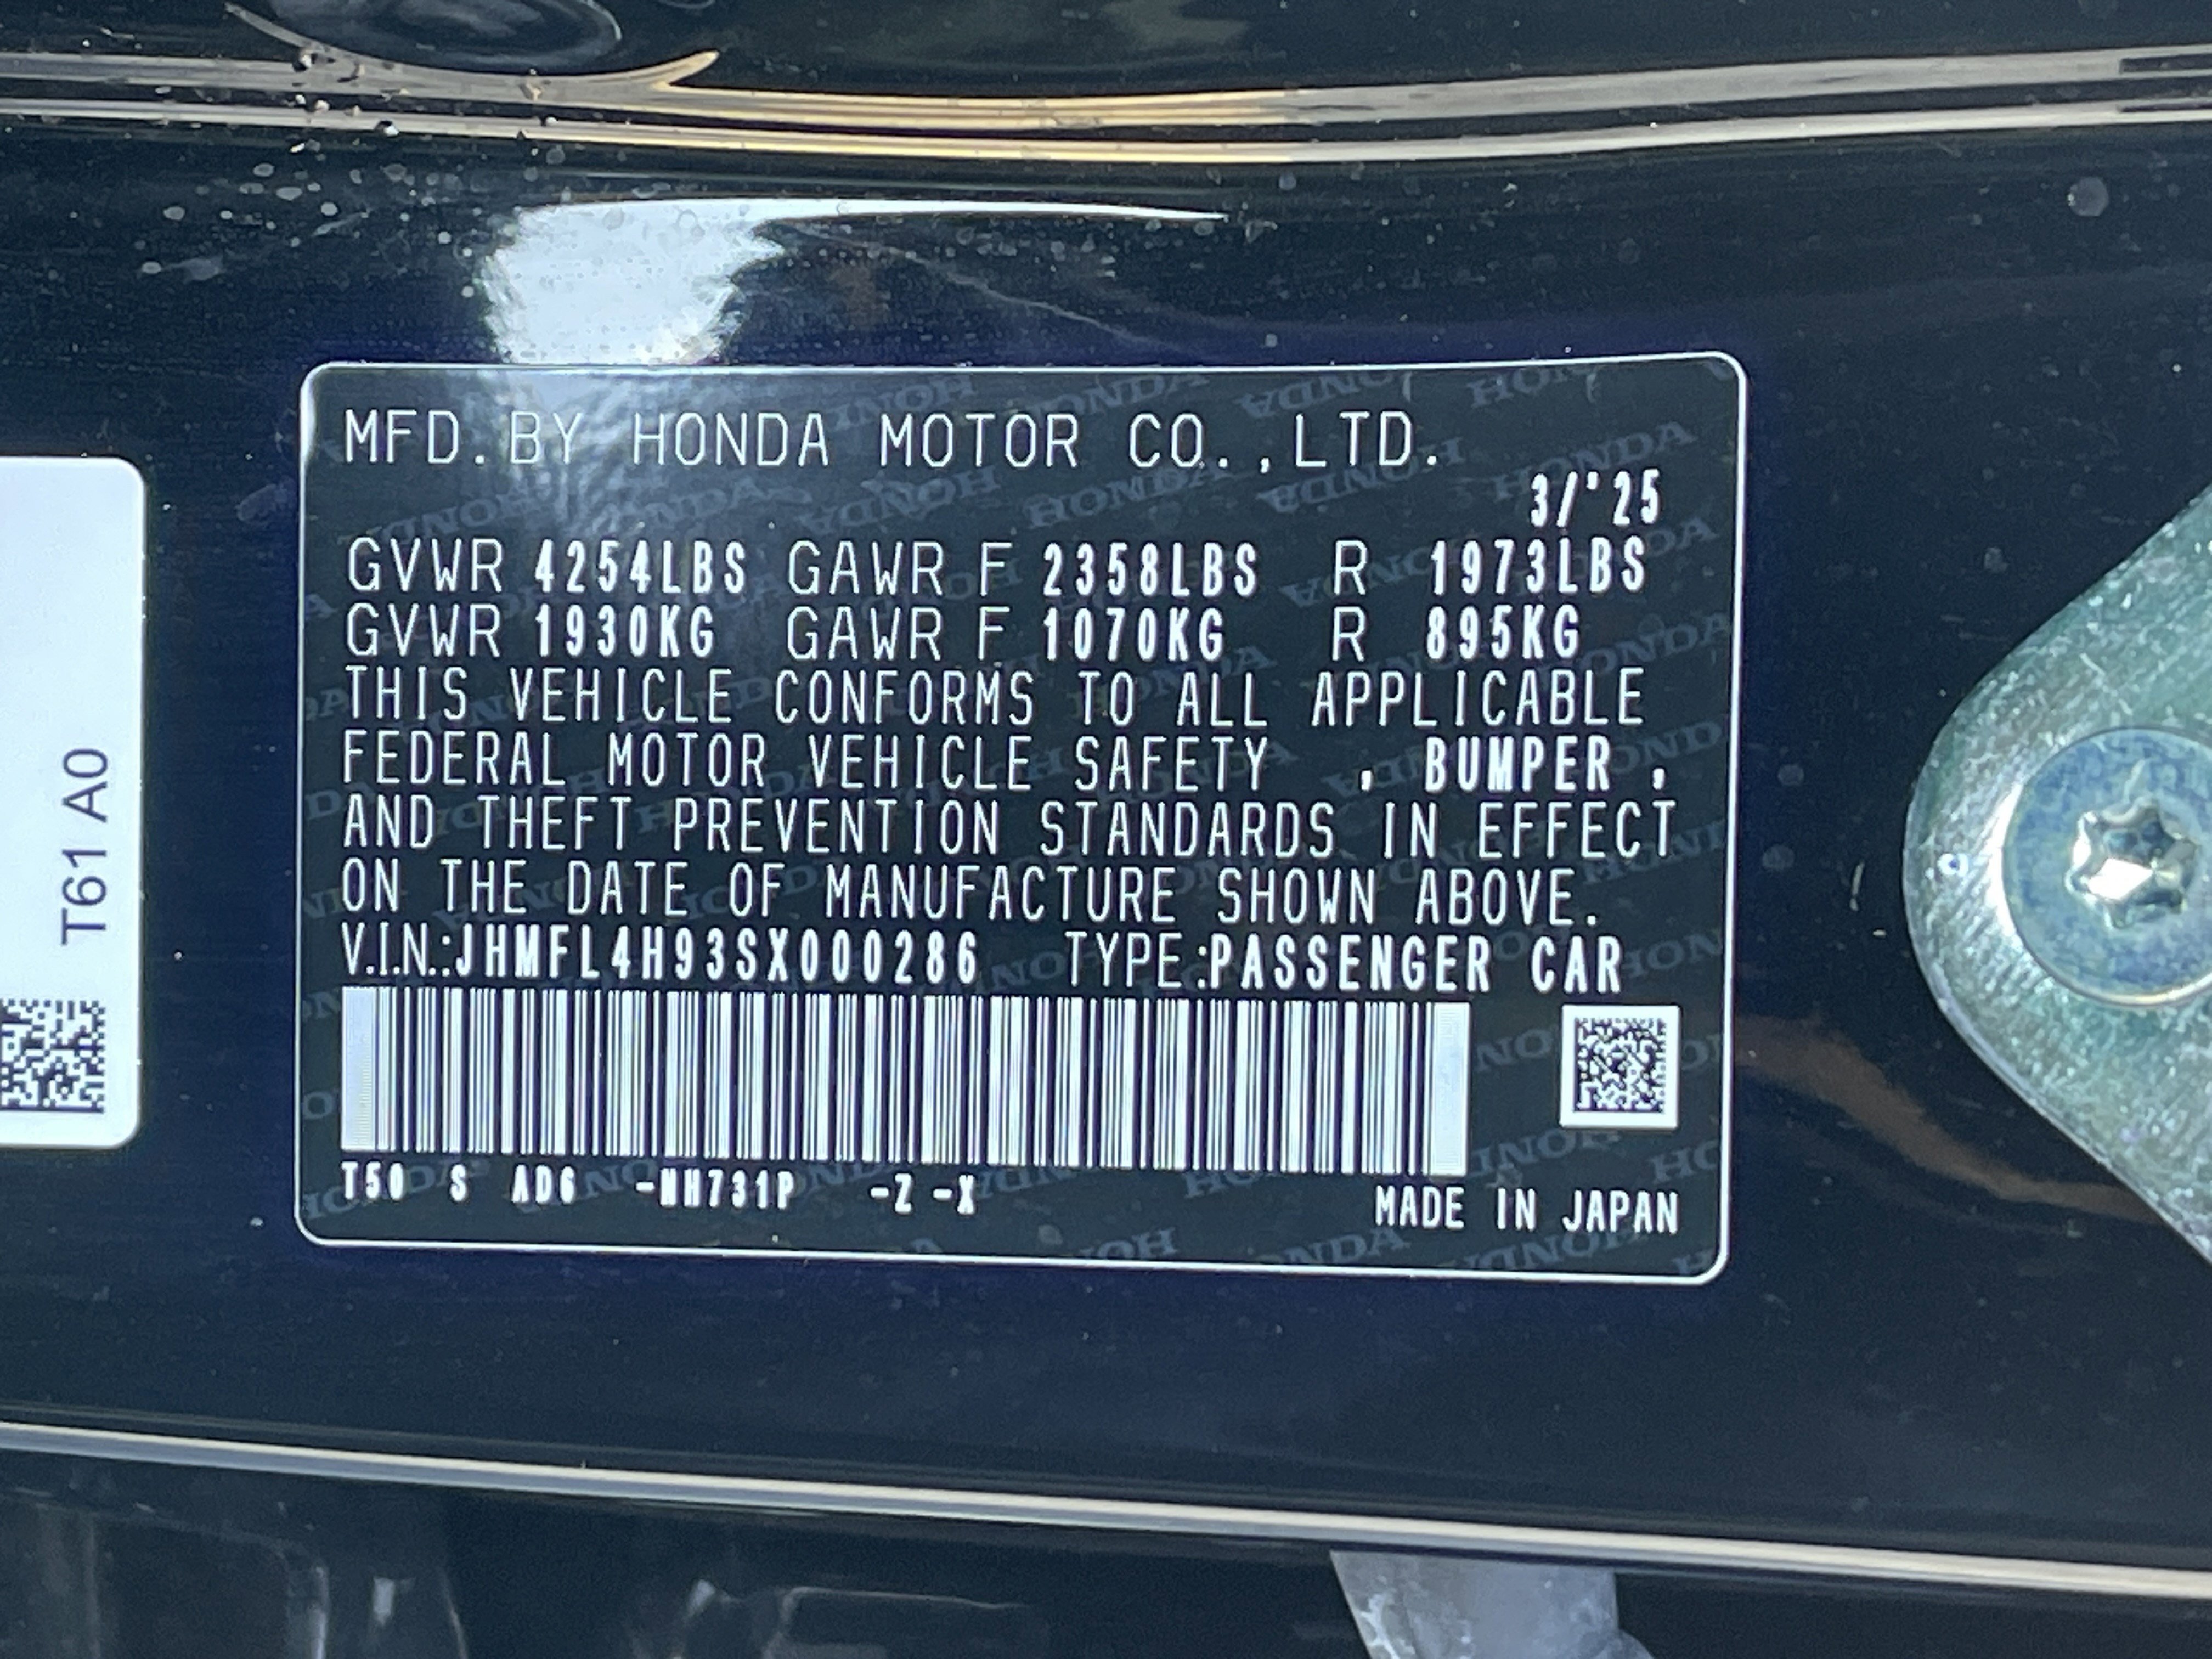 MFD.BY HONDA MOTOR CO.,LTD.
3/'25
GVWR 4254LBS GAWR F 2358LBS R 1973LBS
GVWR 1930KG GAWR F 1070KG R 895KG
THIS VEHICLE CONFORMS TO ALL APPLICABLE
FEDERAL MOTOR VEHICLE SAFETY , BUMPER ,
AND THEFT PREVENTION STANDARDS IN EFFECT
ON THE DATE OF MANUFACTURE SHOWN ABOVE.
V.I.N.:JHMFL4H93SX000286 TYPE:PASSENGER CAR
T50 S AD6 -NH731P -Z -X
MADE IN JAPAN
T61 A0